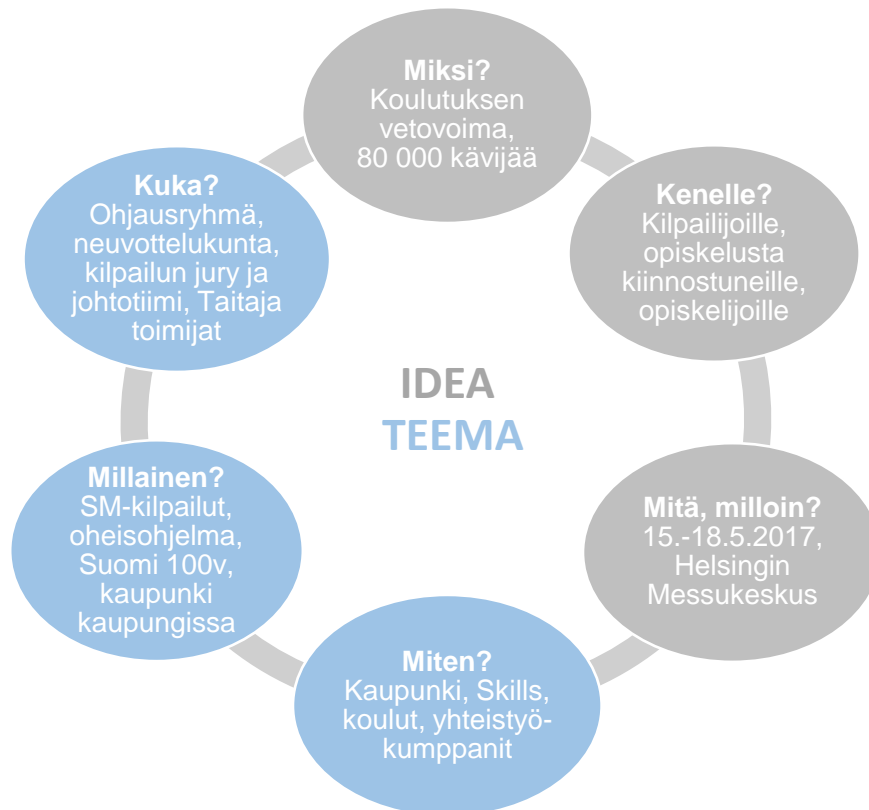 Miksi?
Koulutuksen
vetovoima,
80 000 kävijää
Kenelle?
Kilpailijoille,
opiskelusta
kiinnostuneille,
opiskelijoille
Mitä, milloin?
15.-18.5.2017,
Helsingin
Messukeskus
Miten?
Kaupunki, Skills,
koulut, yhteistyö-
kumppanit
Millainen?
SM-kilpailut,
oheisohjelma,
Suomi 100v,
kaupunki
kaupungissa
Kuka?
Ohjausryhmä,
neuvottelukunta,
kilpailun jury ja
johtotiimi, Taitaja
toimijat
IDEA
TEEMA